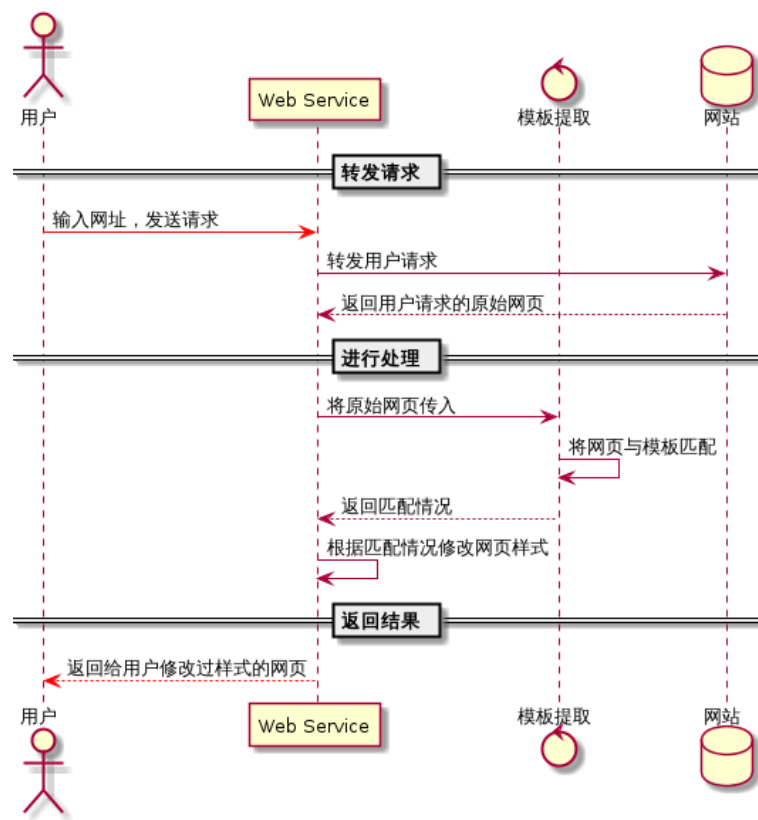 用户
Web Service
模板提取
网站
转发请求
输入网址，发送请求
转发用户请求
返回用户请求的原始网页
进行处理
将原始网页传入
将网页与模板匹配
返回匹配情况
根据匹配情况修改网页样式
返回结果
返回给用户修改过样式的网页
用户
Web Service
模板提取
网站